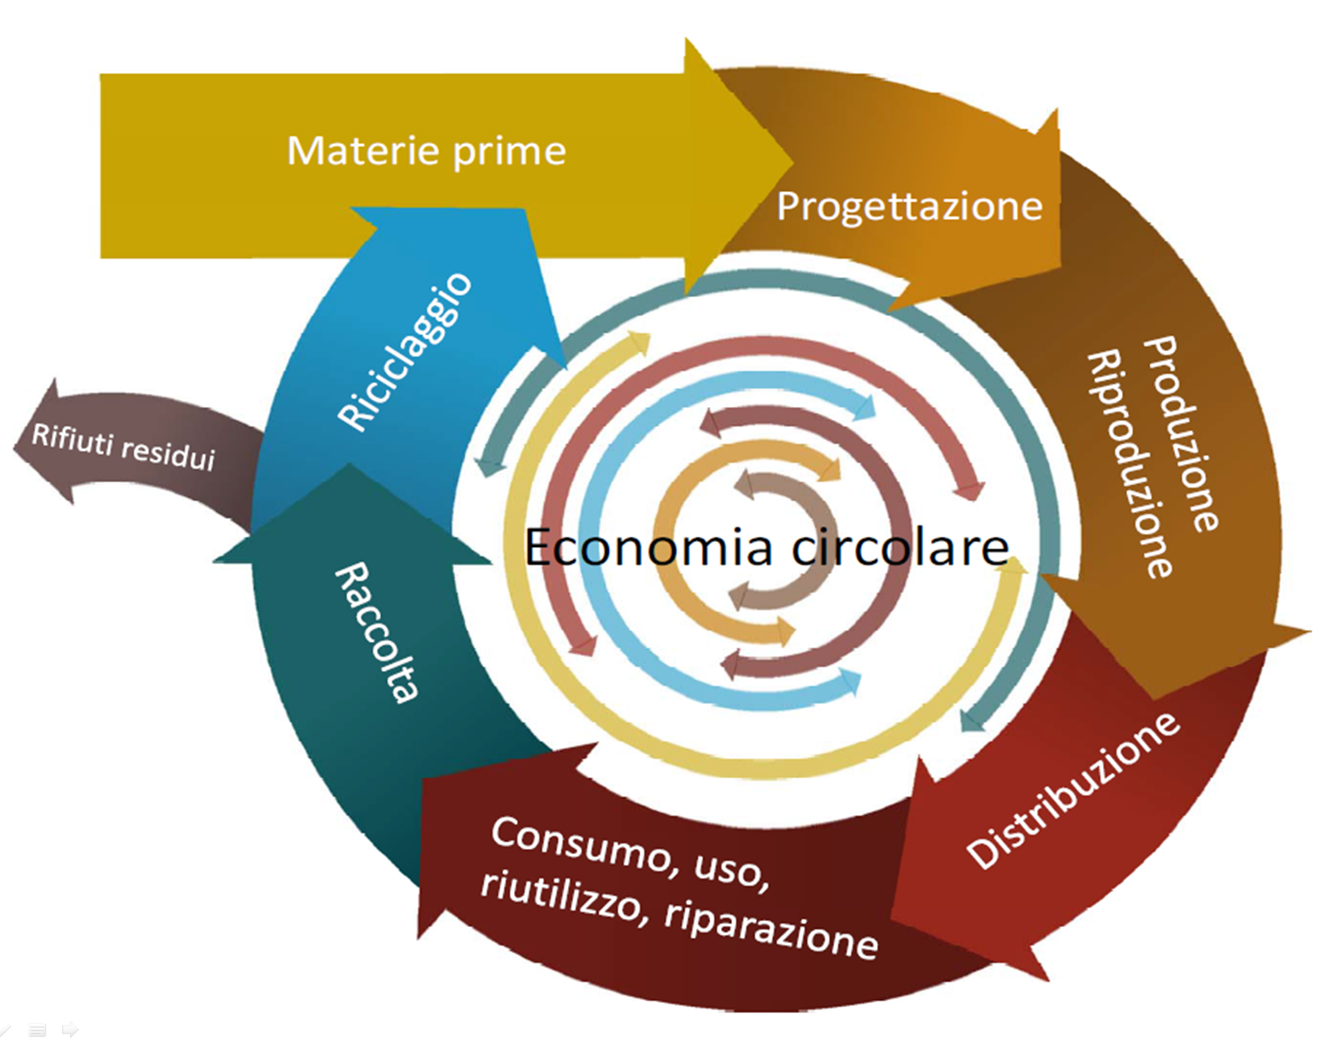 Materie prime
Progettazione
Produzione
Riproduzione
Distribuzione
Consumo, uso,
riutilizzo, riparazione
Raccolta
Riciclaggio
Rifiuti residui
Economia circolare